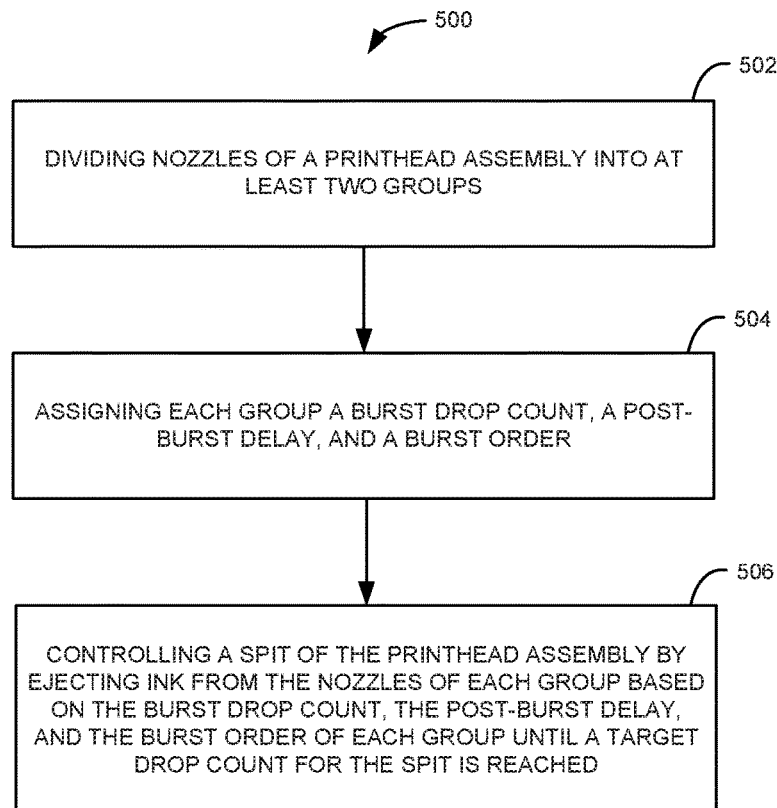 500
502
DIVIDING NOZZLES OF A PRINTHEAD ASSEMBLY INTO AT
LEAST TWO GROUPS
504
ASSIGNING EACH GROUP A BURST DROP COUNT, A POST-
BURST DELAY, AND A BURST ORDER
506
CONTROLLING A SPIT OF THE PRINTHEAD ASSEMBLY BY
EJECTING INK FROM THE NOZZLES OF EACH GROUP BASED
ON THE BURST DROP COUNT, THE POST-BURST DELAY,
AND THE BURST ORDER OF EACH GROUP UNTIL A TARGET
DROP COUNT FOR THE SPIT IS REACHED